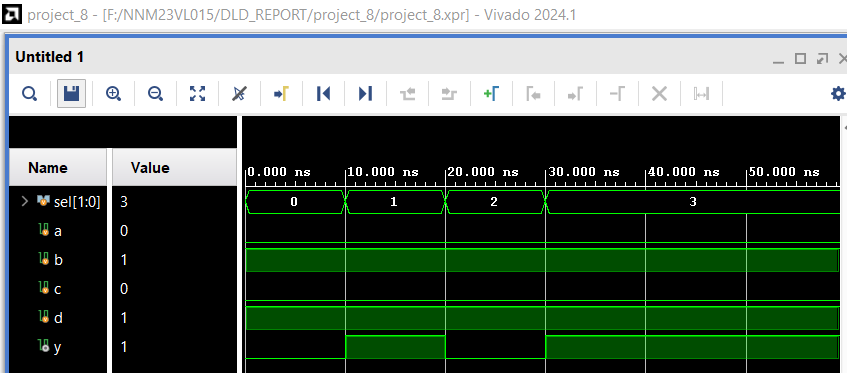 project_8 - [F:/NNM23VL015/DLD_REPORT/project_8/project_8.xpr] - Vivado 2024.1
Untitled 1
Name Value
0.000 ns 10.000 ns 20.000 ns 30.000 ns 40.000 ns 50.000 ns
sel[1:0] 3 0 1 2 3
a 0
b 1
c 0
d 1
y 1